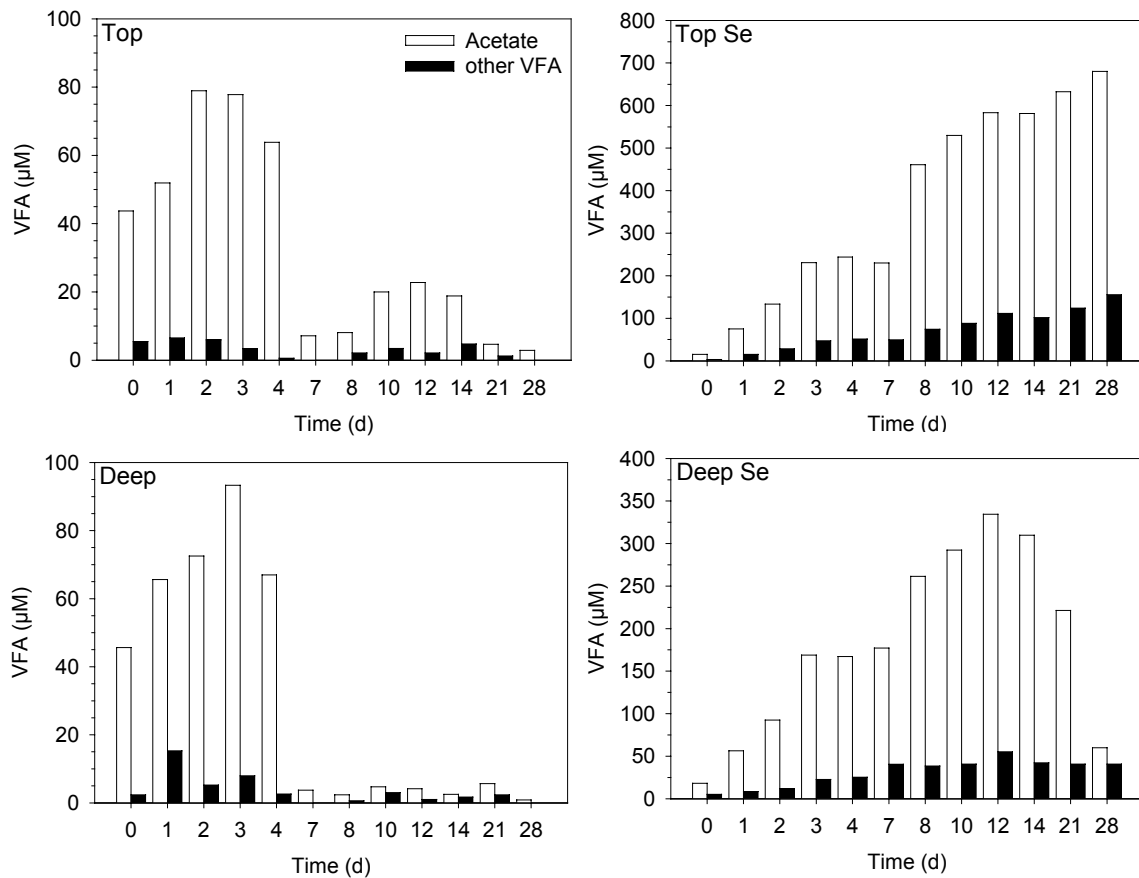 Top
Acetate
other VFA
100
80
60
40
20
0
VFA (µM)
0 1 2 3 4 7 8 10 12 14 21 28
Time (d)
Top Se
800
700
600
500
400
300
200
100
0
VFA (µM)
0 1 2 3 4 7 8 10 12 14 21 28
Time (d)
Deep
100
80
60
40
20
0
VFA (µM)
0 1 2 3 4 7 8 10 12 14 21 28
Time (d)
Deep Se
400
350
300
250
200
150
100
50
0
VFA (µM)
0 1 2 3 4 7 8 10 12 14 21 28
Time (d)